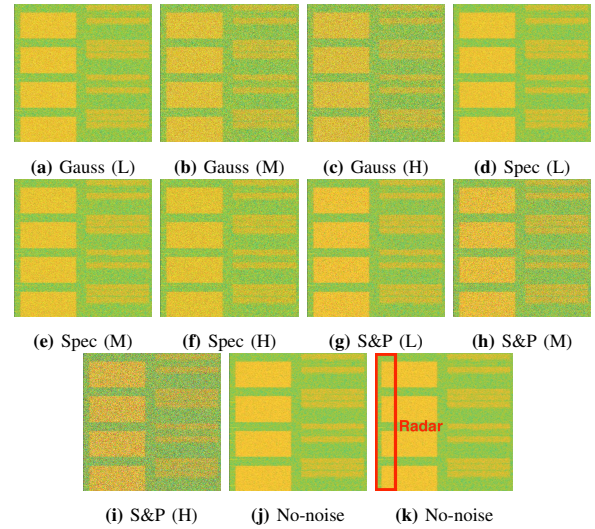 (a) Gauss (L) (b) Gauss (M) (c) Gauss (H) (d) Spec (L)
(e) Spec (M) (f) Spec (H) (g) S&P (L) (h) S&P (M)
Radar
(i) S&P (H) (j) No-noise (k) No-noise